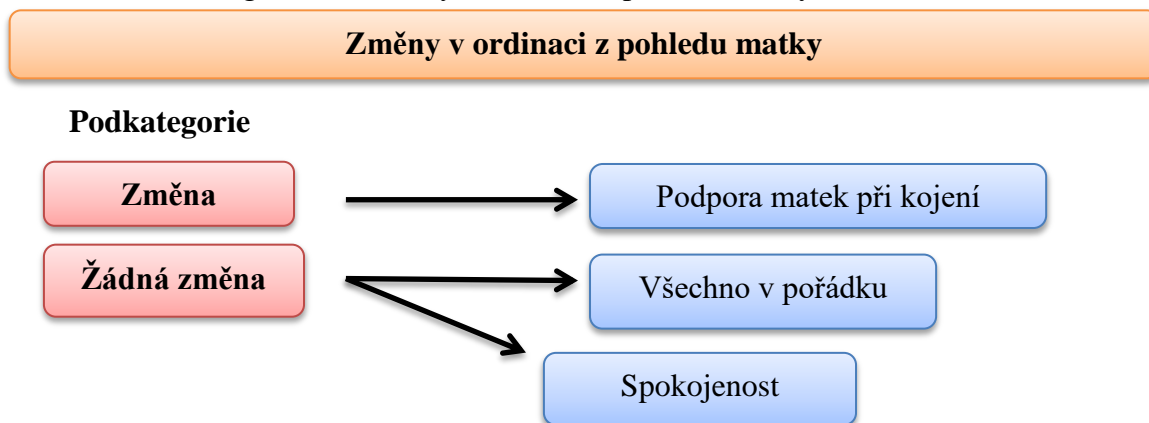 Změny v ordinaci z pohledu matky
Podkategorie
Změna
Podpora matek při kojení
Žádná změna
Všechno v pořádku
Spokojenost